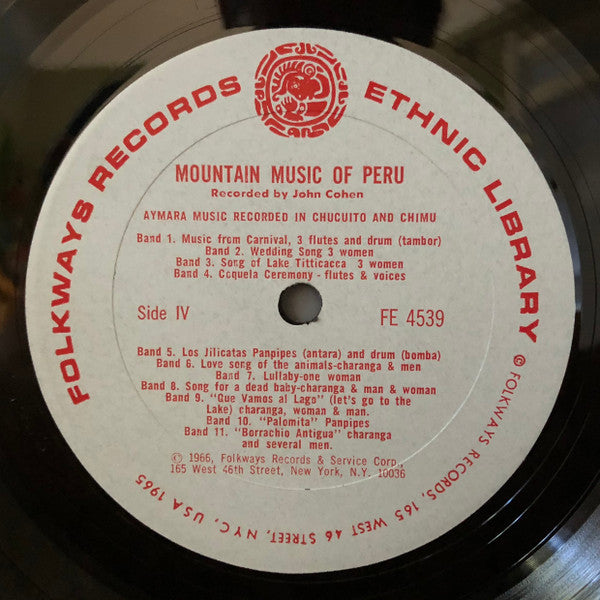 FOLKWAYS RECORDS ETHNIC LIBRARY
MOUNTAIN MUSIC OF PERU
Recorded by John Cohen
AYMARA MUSIC RECORDED IN CHUCUITO AND CHIMU
Band 1. Music from Carnival, 3 flutes and drum (tambor)
Band 2. Wedding Song 3 women
Band 3. Song of Lake Titticacca 3 women
Band 4. Ccquela Ceremony - flutes & voices
Side IV
FE 4539
Band 5. Los Jilicatas Panpipes (antara) and drum (bomba)
Band 6. Love song of the animals-charanga & men
Band 7. Lullaby-one woman
Band 8. Song for a dead baby-charanga & man & woman
Band 9. "Que Vamos al Lago" (let's go to the
Lake) charanga, woman & man.
Band 10. "Palomita" Panpipes
Band 11. "Borrachio Antigua" charanga
and several men.
© 1966, Folkways Records & Service Corp.,
165 West 46th Street, New York, N.Y. 10036
© FOLKWAYS RECORDS, 165 WEST 46 STREET, NYC, USA 1965